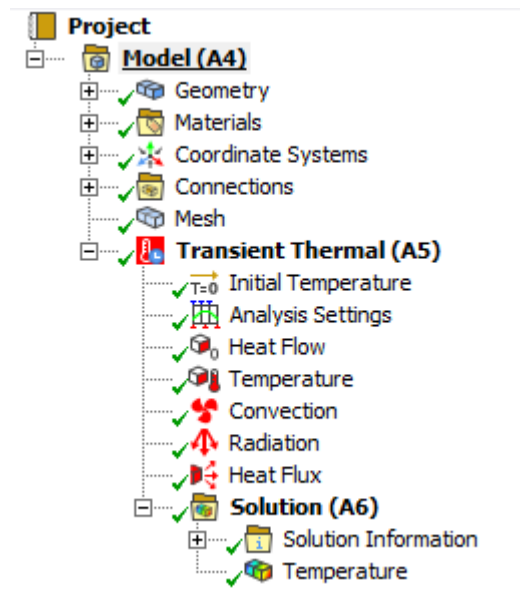 Project
Model (A4)
Geometry
Materials
Coordinate Systems
Connections
Mesh
Transient Thermal (A5)
T=0 Initial Temperature
Analysis Settings
0 Heat Flow
Temperature
Convection
Radiation
Heat Flux
Solution (A6)
i Solution Information
Temperature